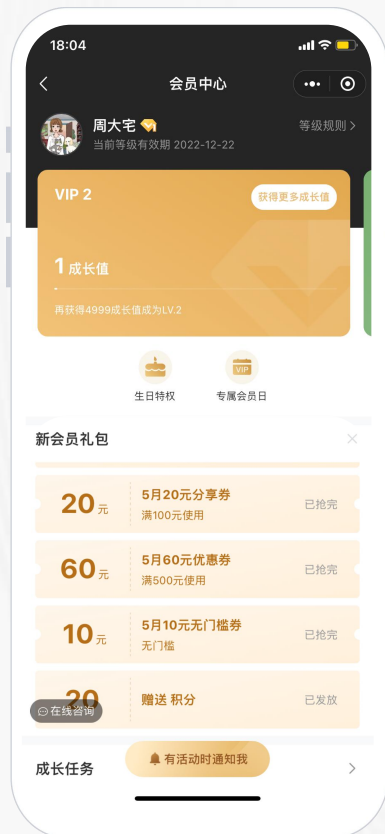 18:04
会员中心
周大宅
等级规则
当前等级有效期 2022-12-22
VIP 2
获得更多成长值
1 成长值
再获得4999成长值成为LV.2
VIP
生日特权
专属会员日
新会员礼包
20元
5月20元分享券
满100元使用
已抢完
60元
5月60元优惠券
满500元使用
已抢完
10元
5月10元无门槛券
无门槛
已抢完
20
赠送 积分
已发放
在线咨询
有活动时通知我
成长任务